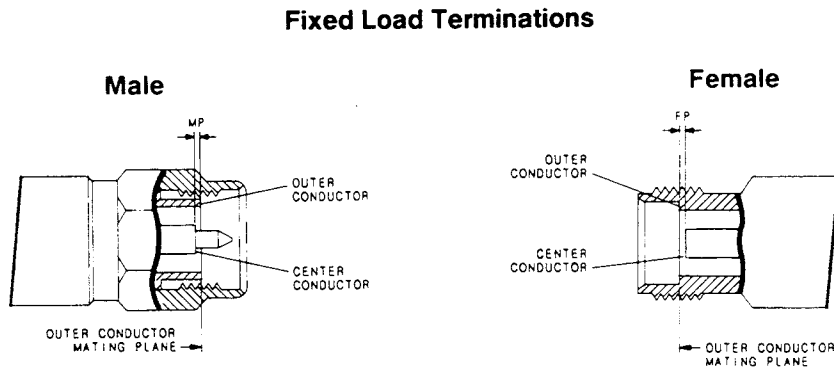 Fixed Load Terminations
Male
Female
MP
OUTER
CONDUCTOR
CENTER
CONDUCTOR
OUTER CONDUCTOR
MATING PLANE
FP
OUTER
CONDUCTOR
CENTER
CONDUCTOR
OUTER CONDUCTOR
MATING PLANE